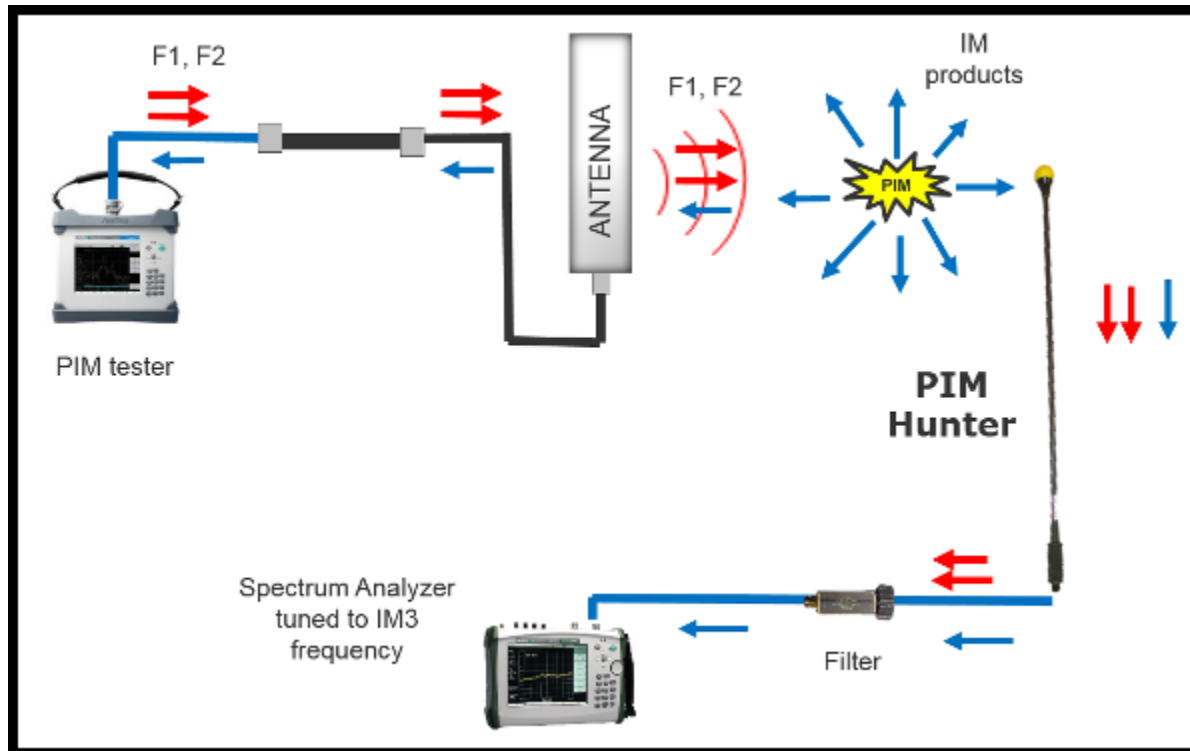 F1, F2
IM
products
F1, F2
ANTENNA
PIM
PIM tester
PIM
Hunter
Spectrum Analyzer
tuned to IM3
frequency
Filter